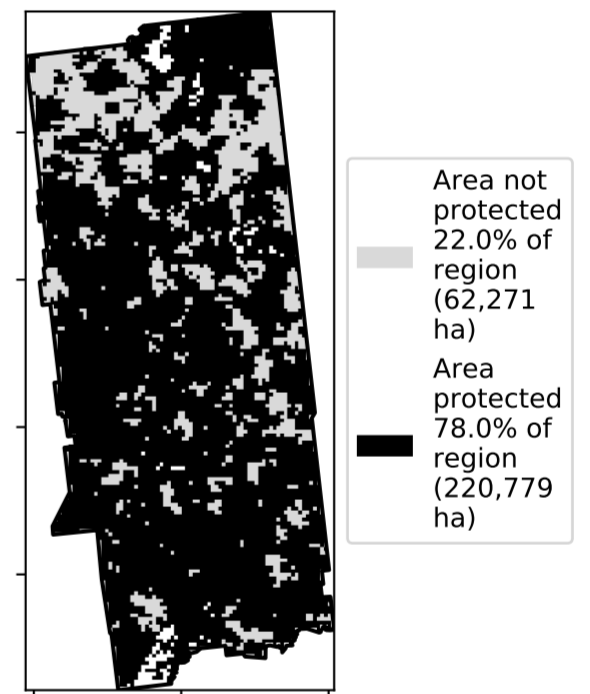 Area not
protected
22.0% of
region
(62,271
ha)
Area
protected
78.0% of
region
(220,779
ha)